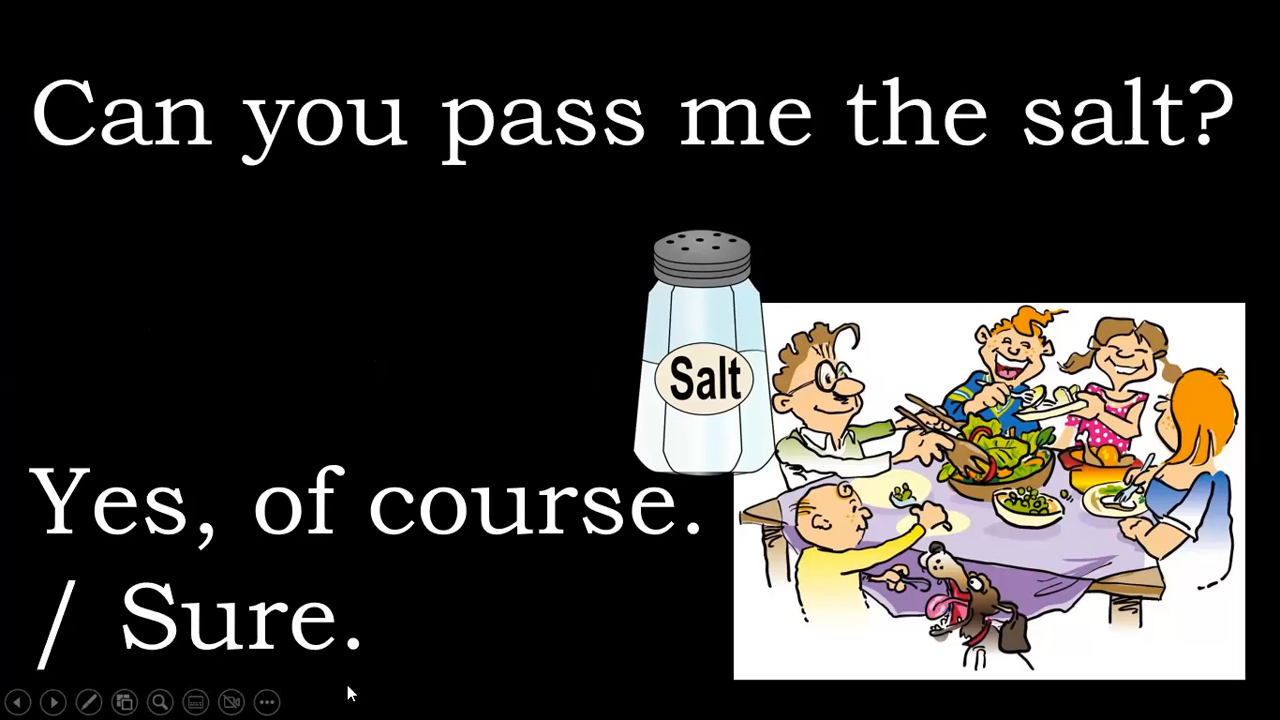 Can you pass me the salt?
Salt
Yes, of course.
/ Sure.